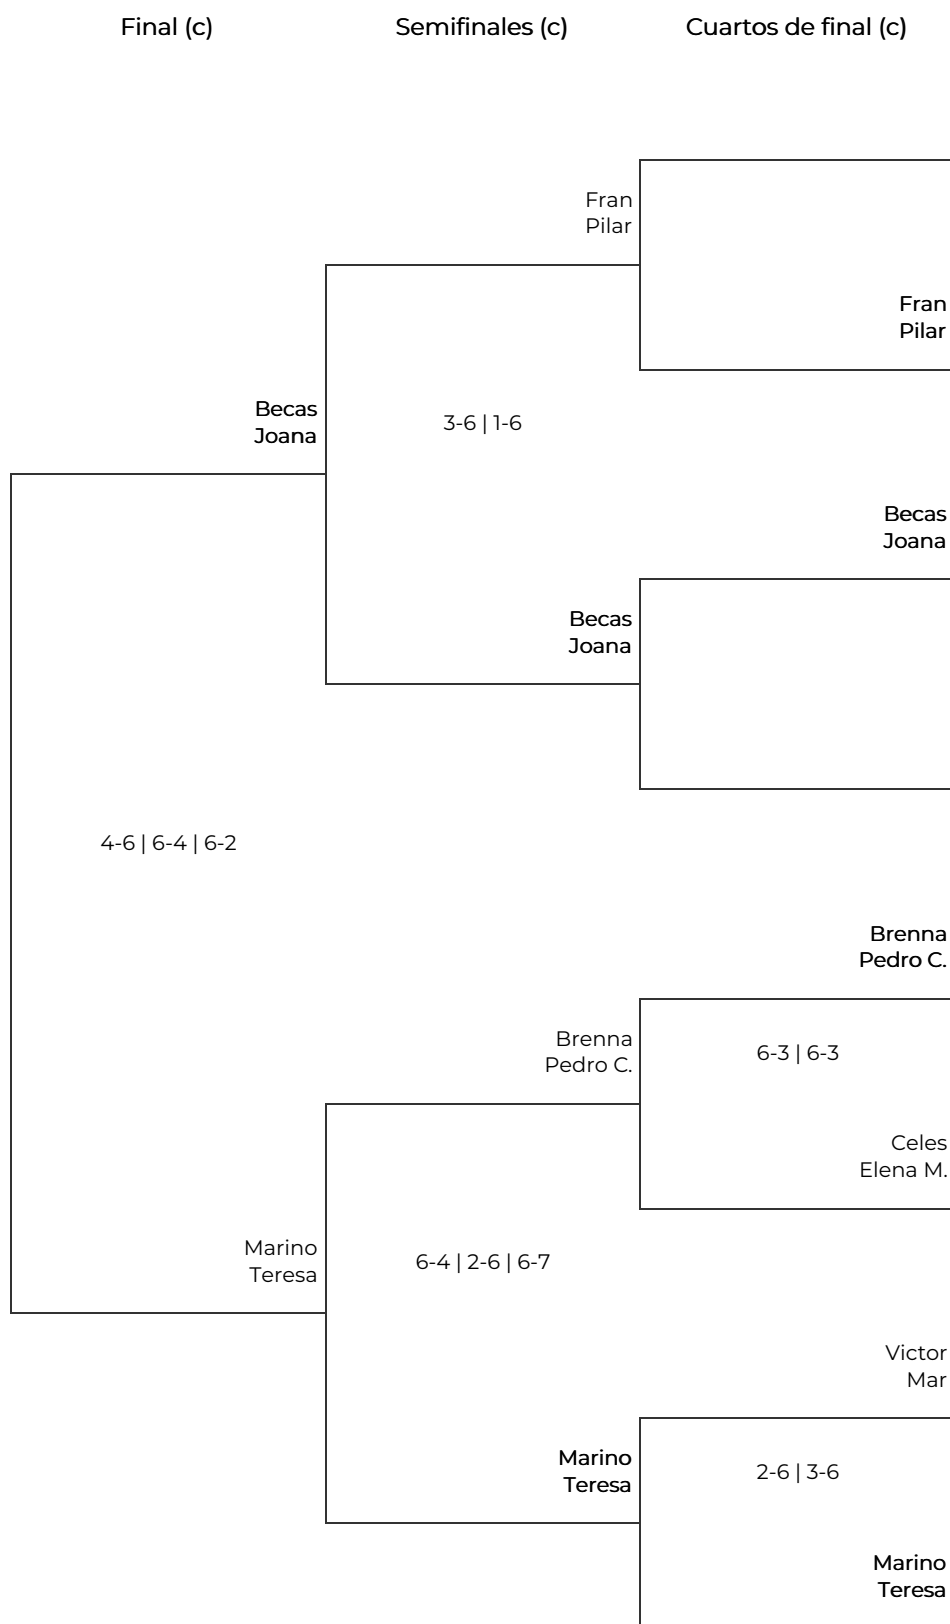 Final (c)
Semifinales (c)
Cuartos de final (c)
Fran
Pilar
Fran
Pilar
Becas
Joana
3-6 | 1-6
Becas
Joana
Becas
Joana
4-6 | 6-4 | 6-2
Brenna
Pedro C.
Brenna
Pedro C.
6-3 | 6-3
Celes
Elena M.
Marino
Teresa
6-4 | 2-6 | 6-7
Victor
Mar
Marino
Teresa
2-6 | 3-6
Marino
Teresa